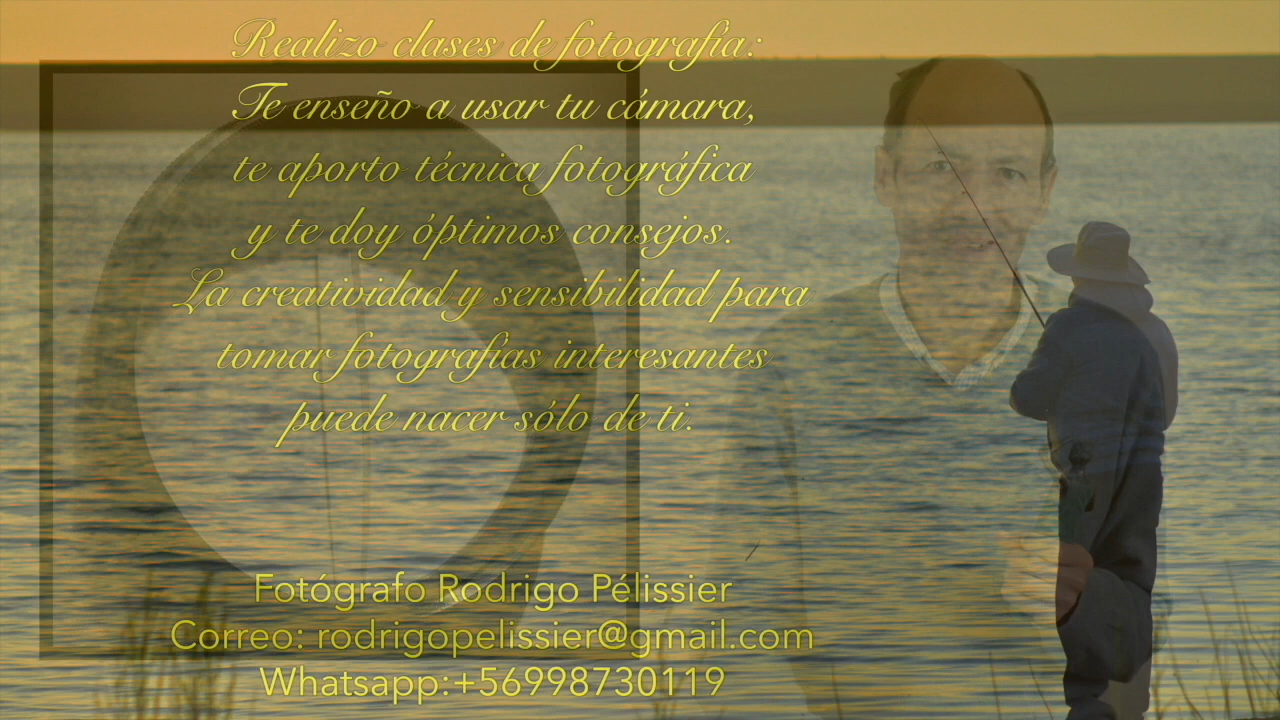 Realizo clases de fotografía:
Te enseño a usar tu cámara,
te aporto técnica fotográfica
y te doy óptimos consejos.
La creatividad y sensibilidad para
tomar fotografías interesantes
puede nacer sólo de ti.
Fotógrafo Rodrigo Pélissier
Correo: rodrigopelissier@gmail.com
Whatsapp:+56998730119